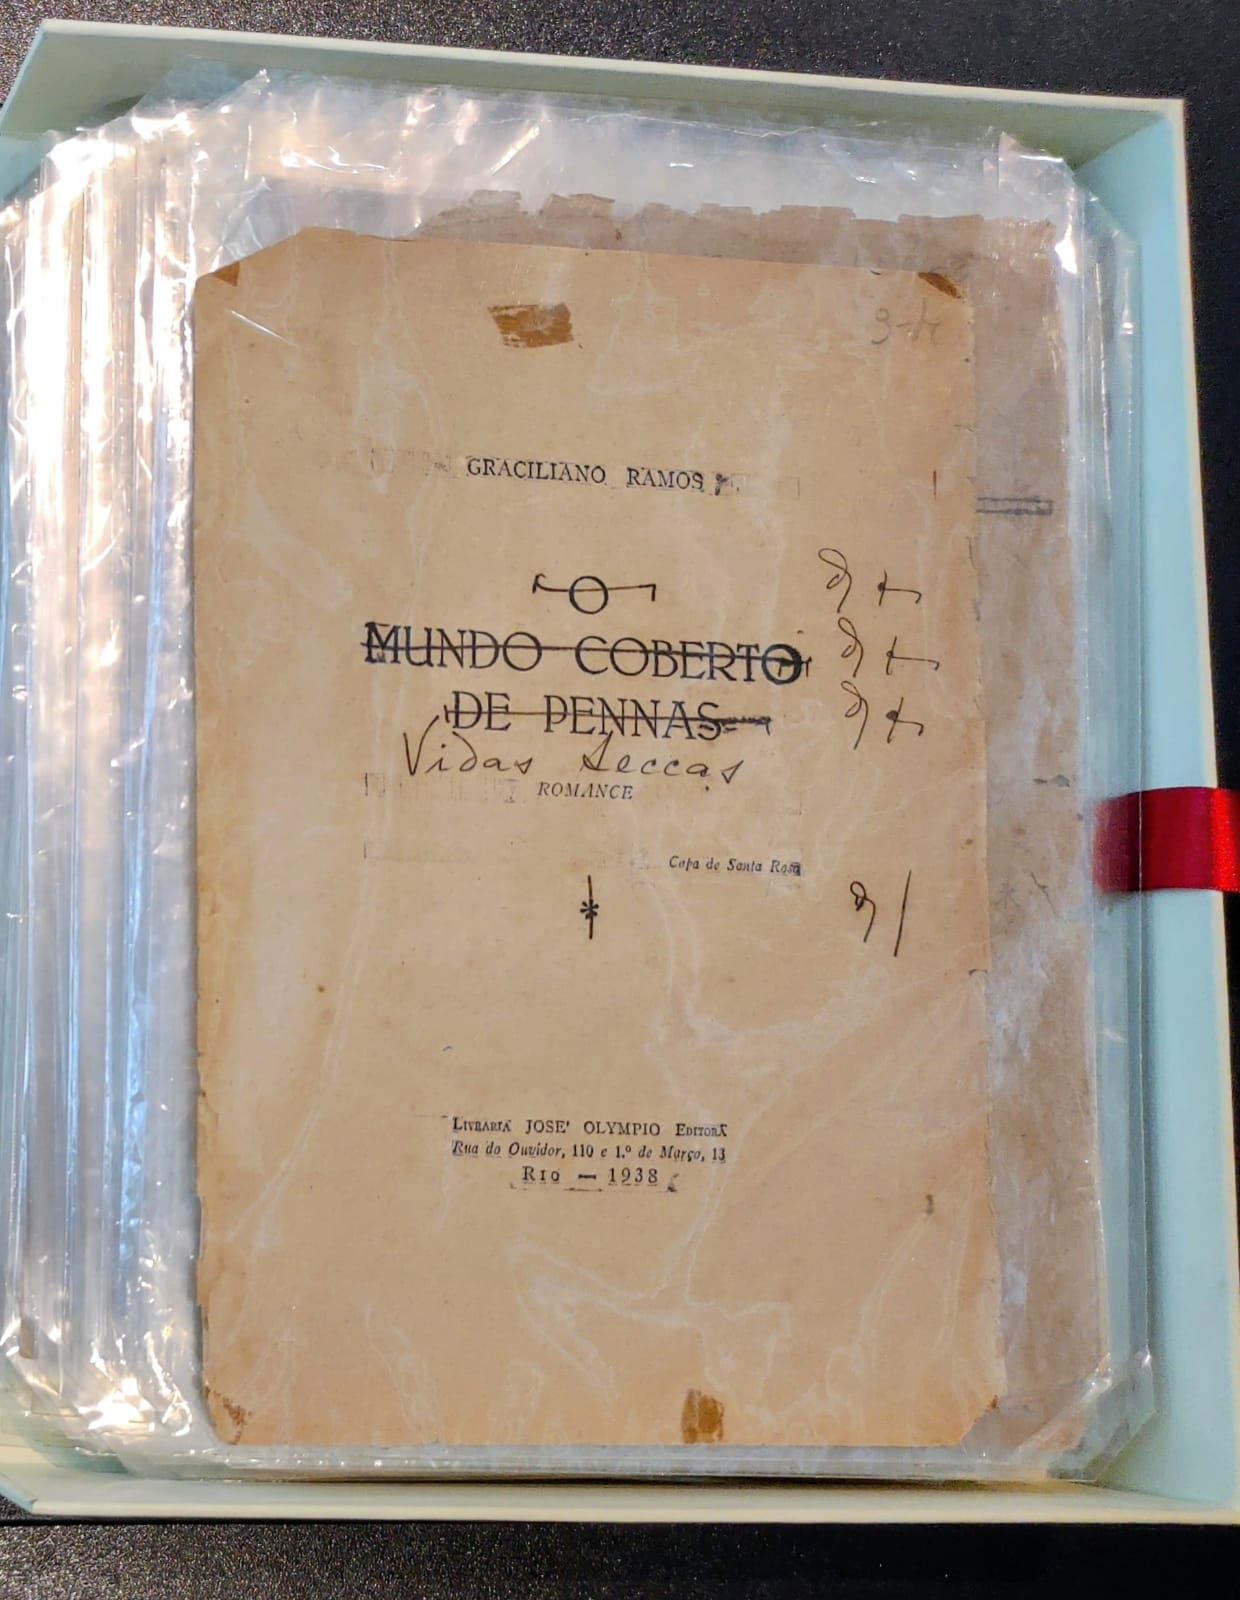 3-h
GRACILIANO RAMOS
O
MUNDO COBERTO
DE PENNAS
Vidas Seccas
ROMANCE
Capa de Santa Rosa
*
LIVRARIA JOSE' OLYMPIO EDITORA
Rua do Ouvidor, 110 e 1.º de Março, 13
RIO — 1938